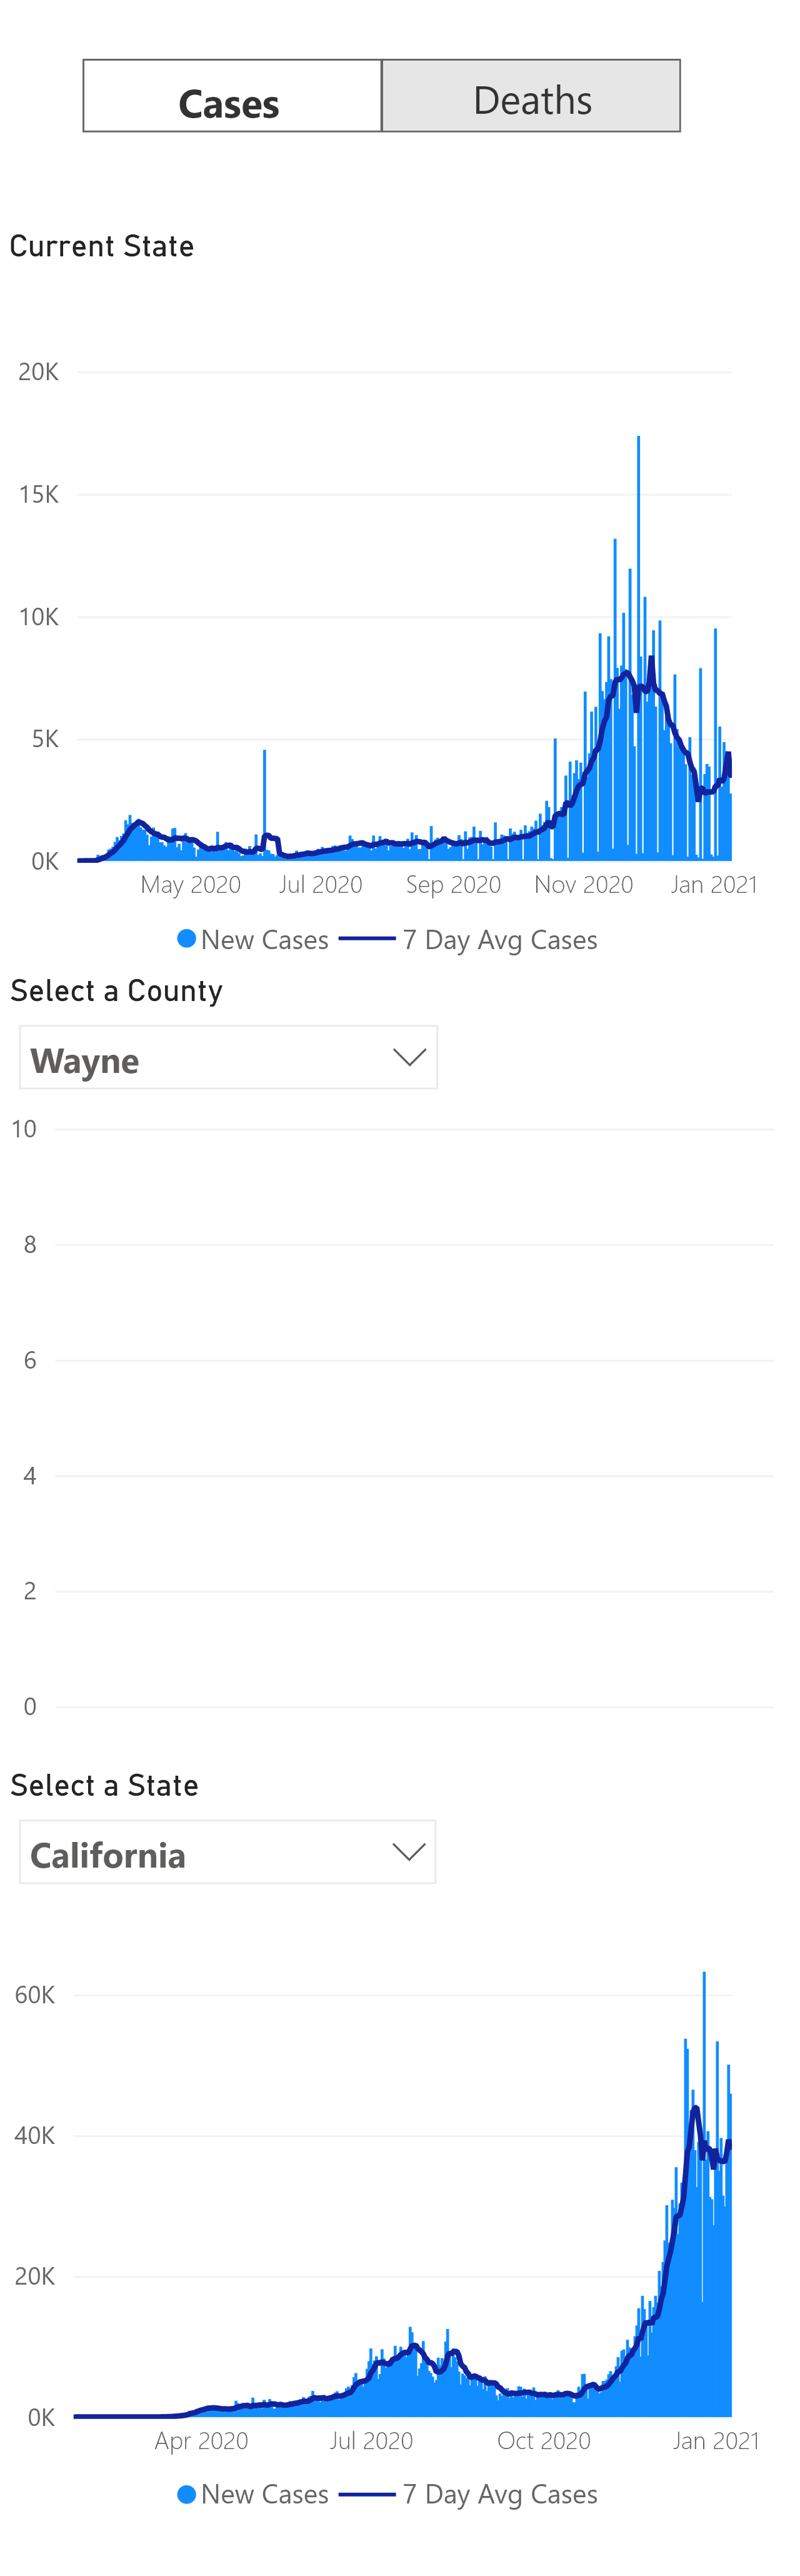 Cases Deaths
Current State
20K
15K
10K
5K
0K
May 2020 Jul 2020 Sep 2020 Nov 2020 Jan 2021
New Cases 7 Day Avg Cases
Select a County
Wayne
10
8
6
4
2
0
Select a State
California
60K
40K
20K
0K
Apr 2020 Jul 2020 Oct 2020 Jan 2021
New Cases 7 Day Avg Cases